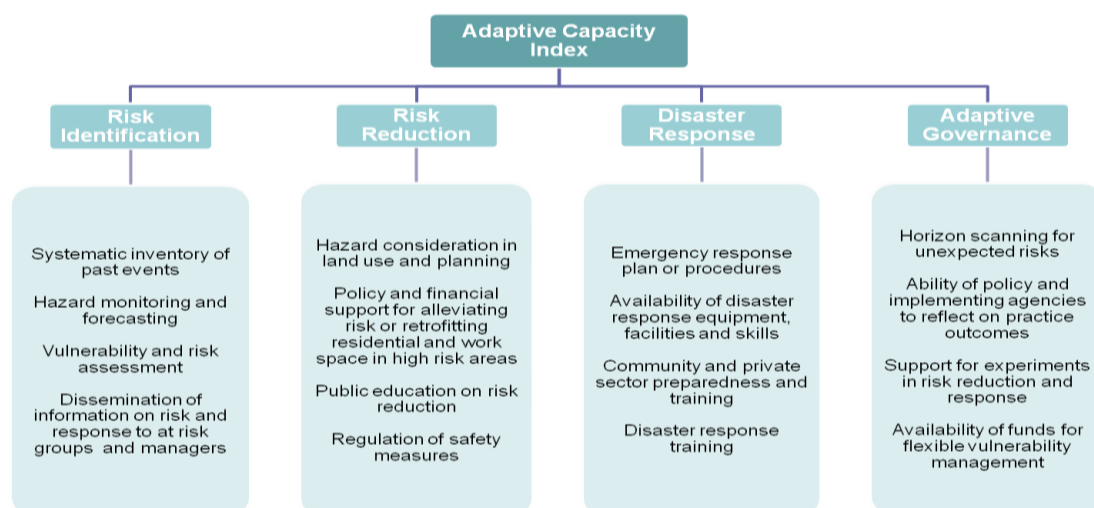 Adaptive Capacity
Index
Risk
Identification
Risk
Reduction
Disaster
Response
Adaptive
Governance
Systematic inventory of
past events
Hazard monitoring and
forecasting
Vulnerability and risk
assessment
Dissemination of
information on risk and
response to at risk
groups and managers
Hazard consideration in
land use and planning
Policy and financial
support for alleviating
risk or retrofitting
residential and work
space in high risk areas
Public education on risk
reduction
Regulation of safety
measures
Emergency response
plan or procedures
Availability of disaster
response equipment,
facilities and skills
Community and private
sector preparedness and
training
Disaster response
training
Horizon scanning for
unexpected risks
Ability of policy and
implementing agencies
to reflect on practice
outcomes
Support for experiments
in risk reduction and
response
Availability of funds for
flexible vulnerability
management